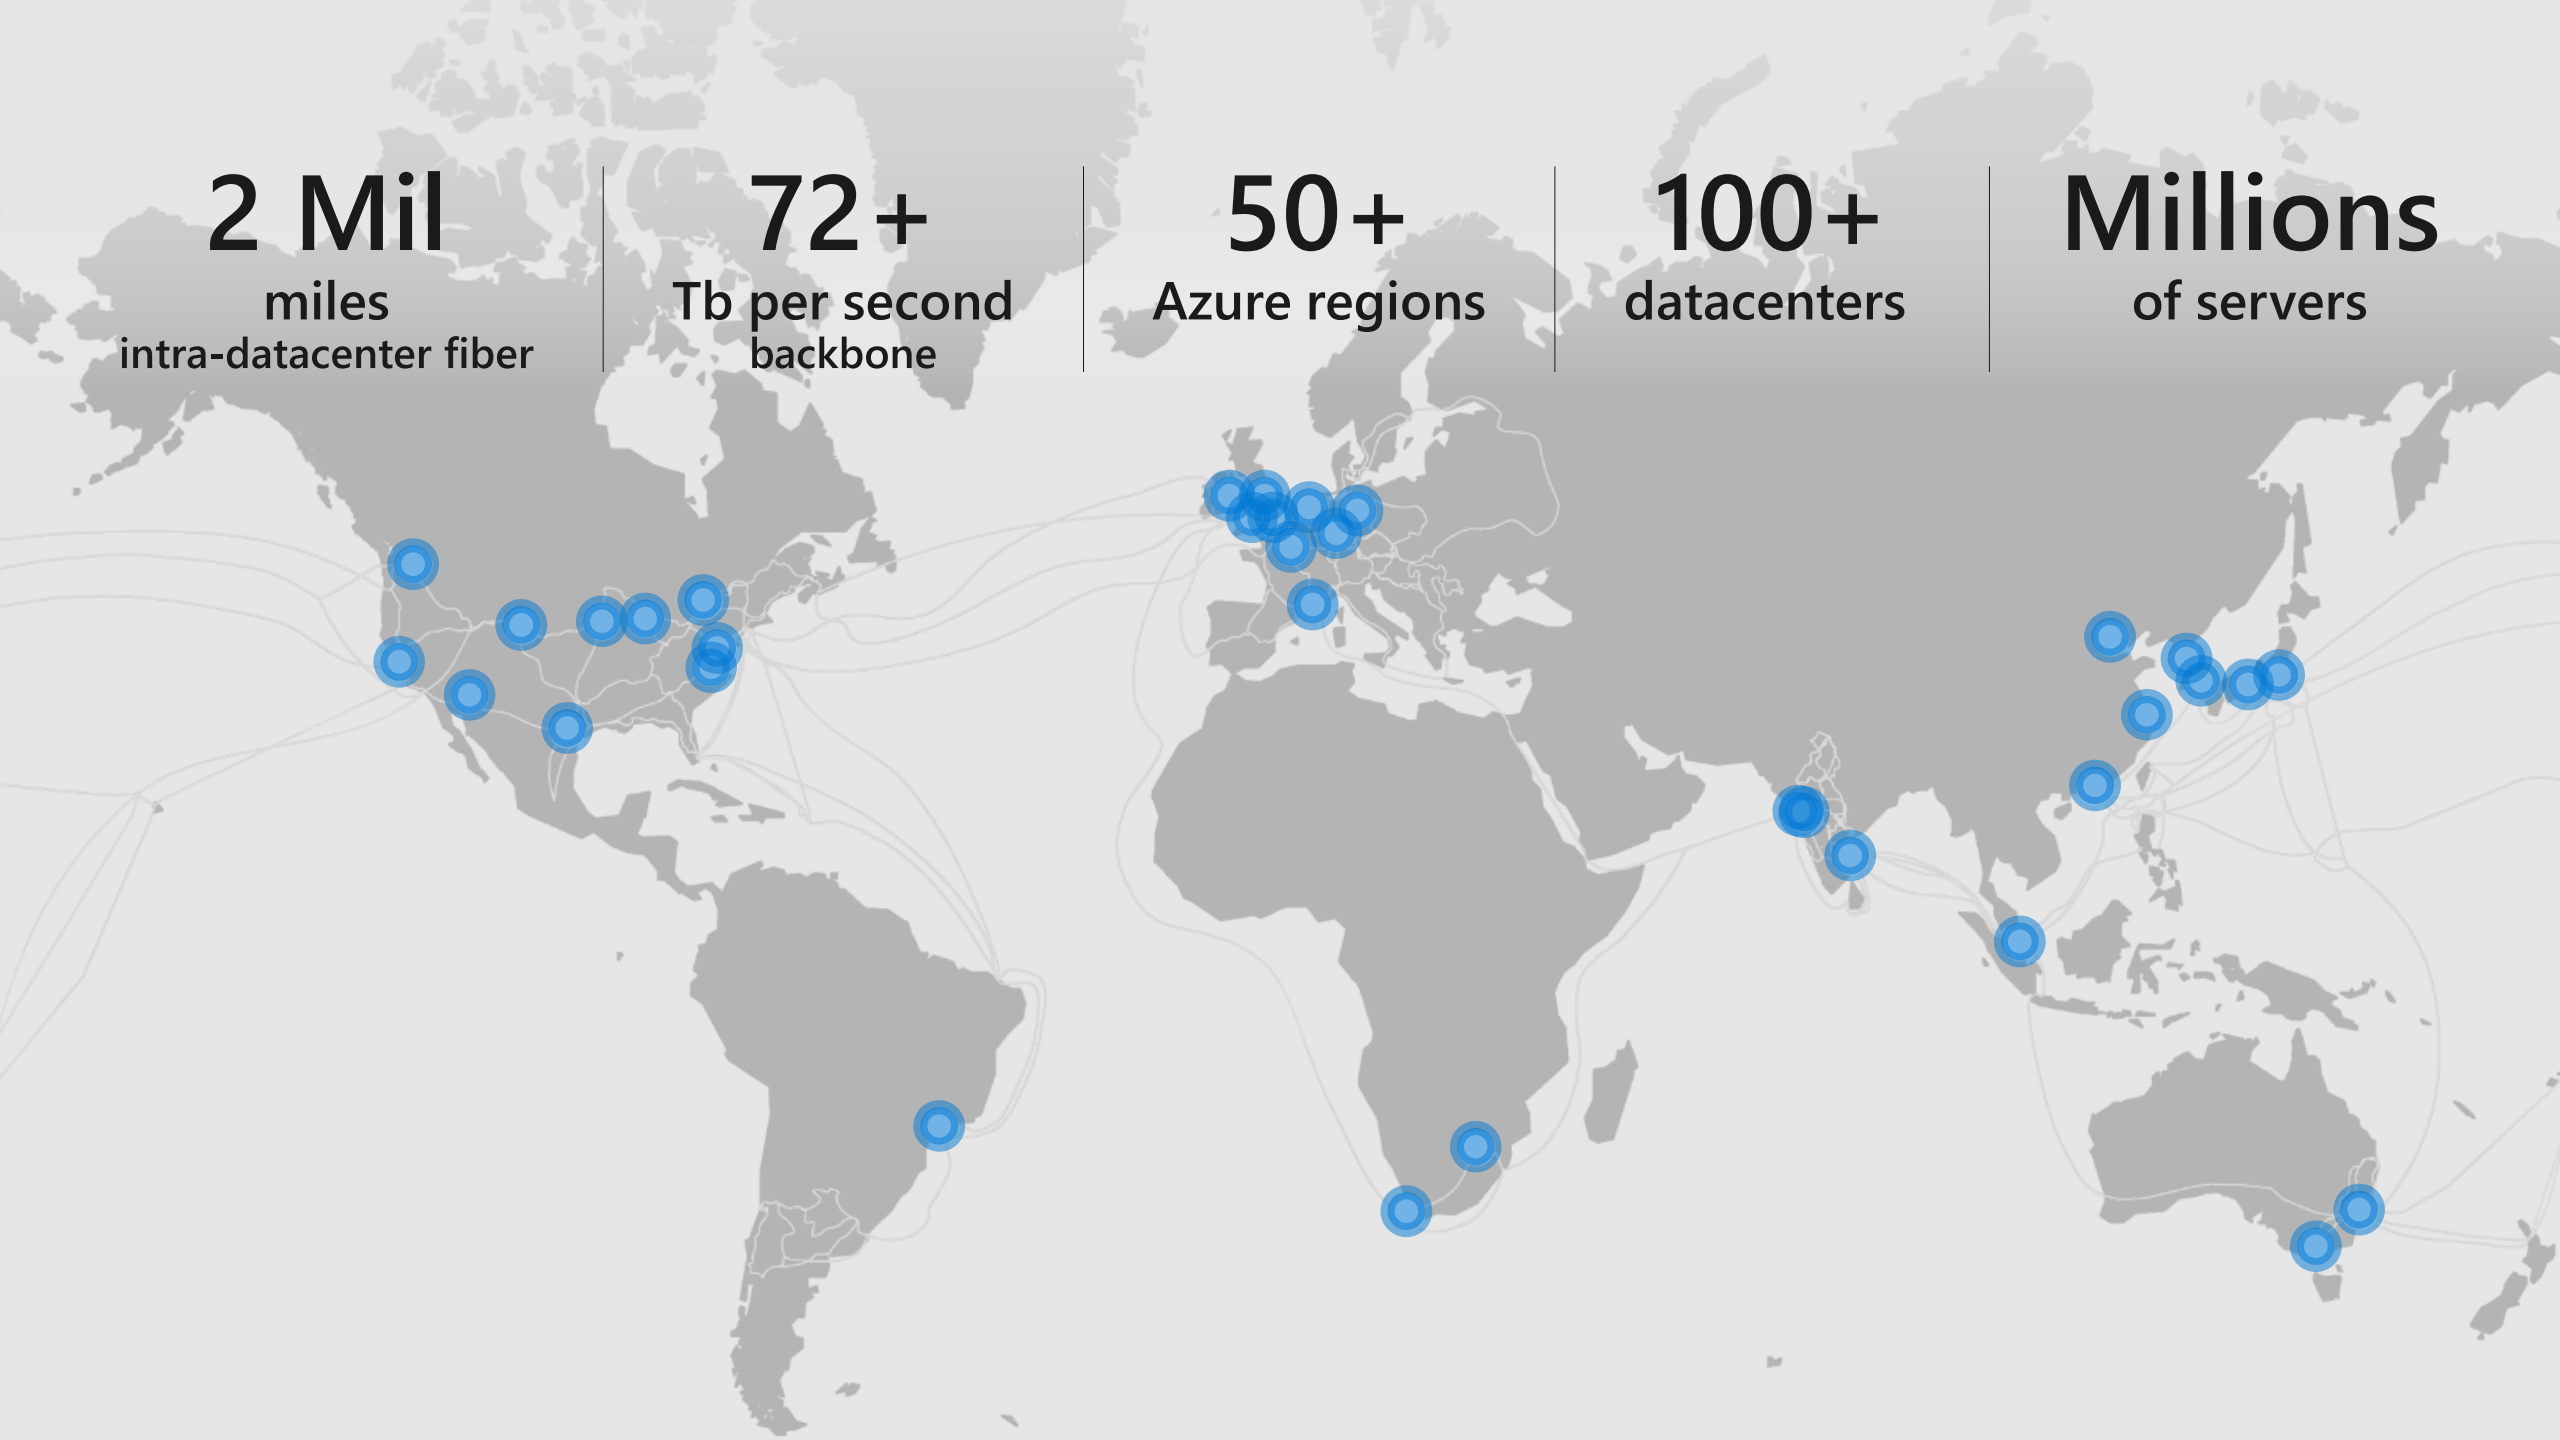 2 Mil
miles
intra-datacenter fiber
72+
Tb per second
backbone
50+
Azure regions
100+
datacenters
Millions
of servers